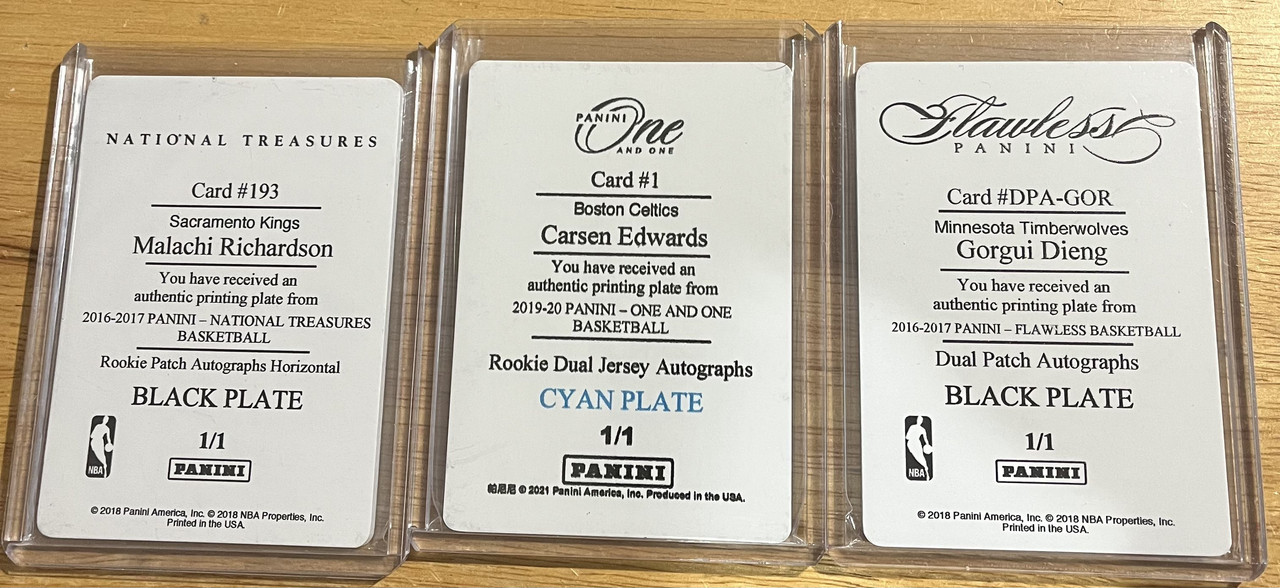 NATIONAL TREASURES
Card #193
Sacramento Kings
Malachi Richardson
You have received an
authentic printing plate from
2016-2017 PANINI – NATIONAL TREASURES
BASKETBALL
Rookie Patch Autographs Horizontal
BLACK PLATE
1/1
NBA
PANINI
© 2018 Panini America, Inc. © 2018 NBA Properties, Inc.
Printed in the USA.
PANINI
One
AND ONE
Card #1
Boston Celtics
Carsen Edwards
You have received an
authentic printing plate from
2019-20 PANINI – ONE AND ONE
BASKETBALL
Rookie Dual Jersey Autographs
CYAN PLATE
1/1
PANINI
帕尼尼 © 2021 Panini America, Inc. Produced in the USA.
Flawless
PANINI
Card #DPA-GOR
Minnesota Timberwolves
Gorgui Dieng
You have received an
authentic printing plate from
2016-2017 PANINI – FLAWLESS BASKETBALL
Dual Patch Autographs
BLACK PLATE
1/1
NBA
PANINI
© 2018 Panini America, Inc. © 2018 NBA Properties, Inc.
Printed in the USA.